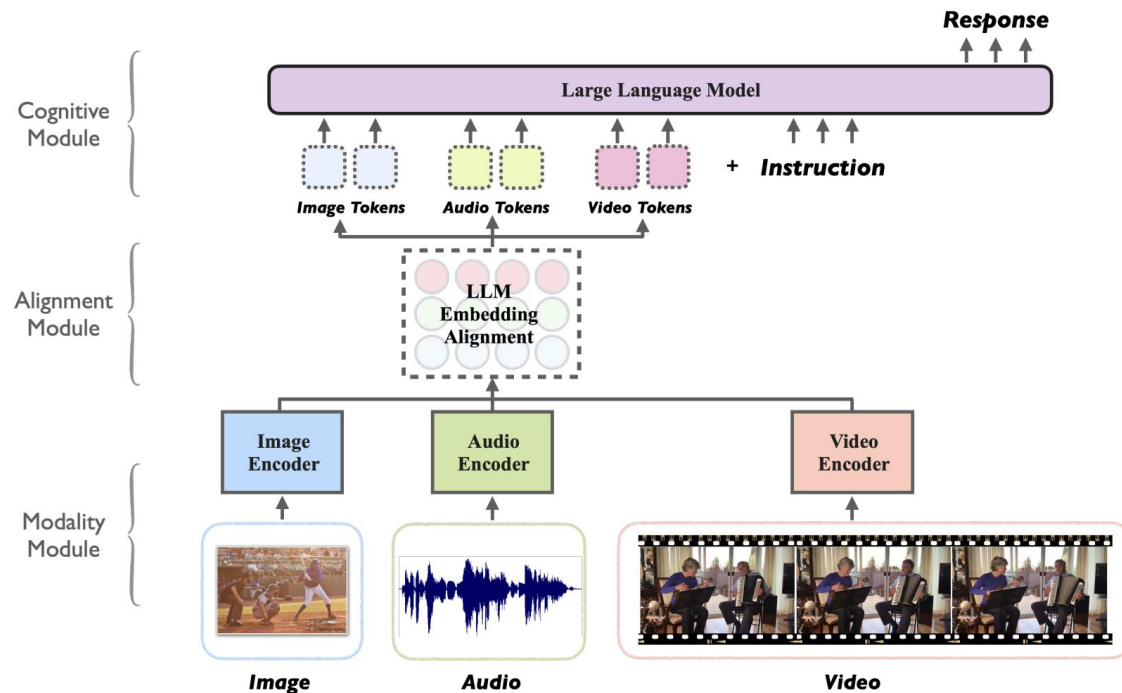 Response
Cognitive
Module
Large Language Model
+ Instruction
Image Tokens
Audio Tokens
Video Tokens
Alignment
Module
LLM
Embedding
Alignment
Image
Encoder
Audio
Encoder
Video
Encoder
Modality
Module
Image
Audio
Video